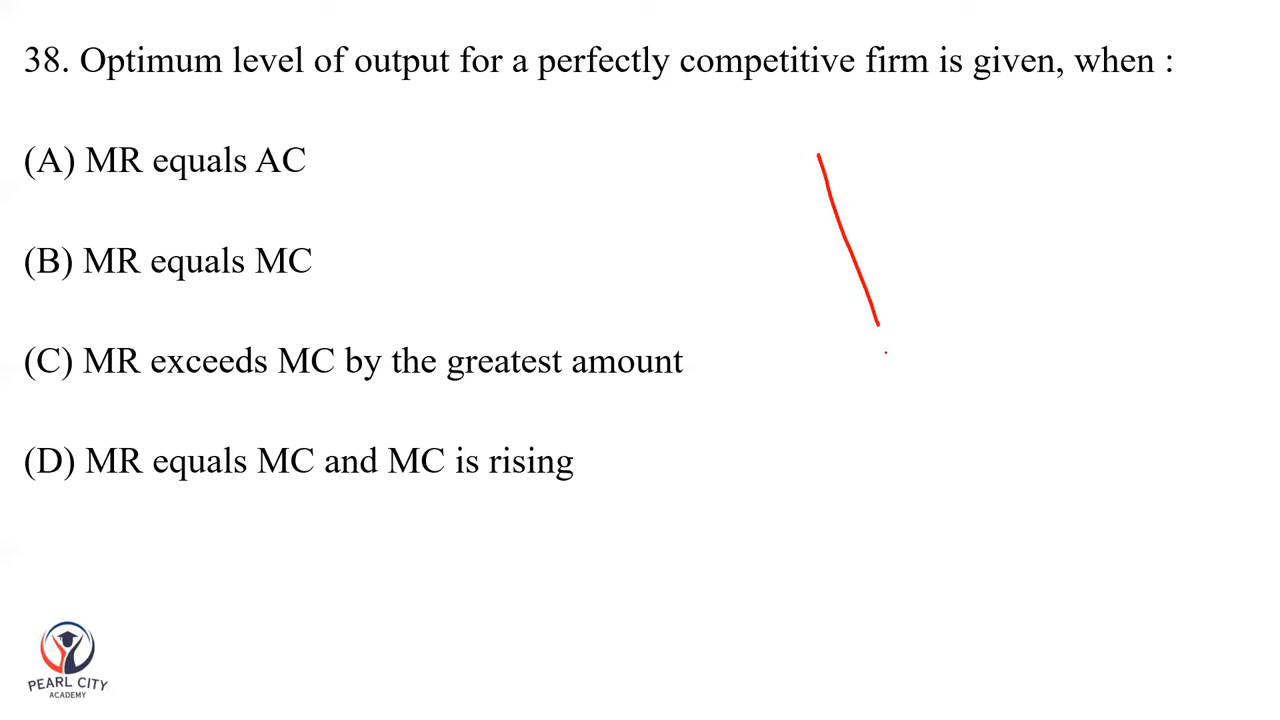 38. Optimum level of output for a perfectly competitive firm is given, when :
(A) MR equals AC
(B) MR equals MC
(C) MR exceeds MC by the greatest amount
(D) MR equals MC and MC is rising
PEARL CITY
ACADEMY